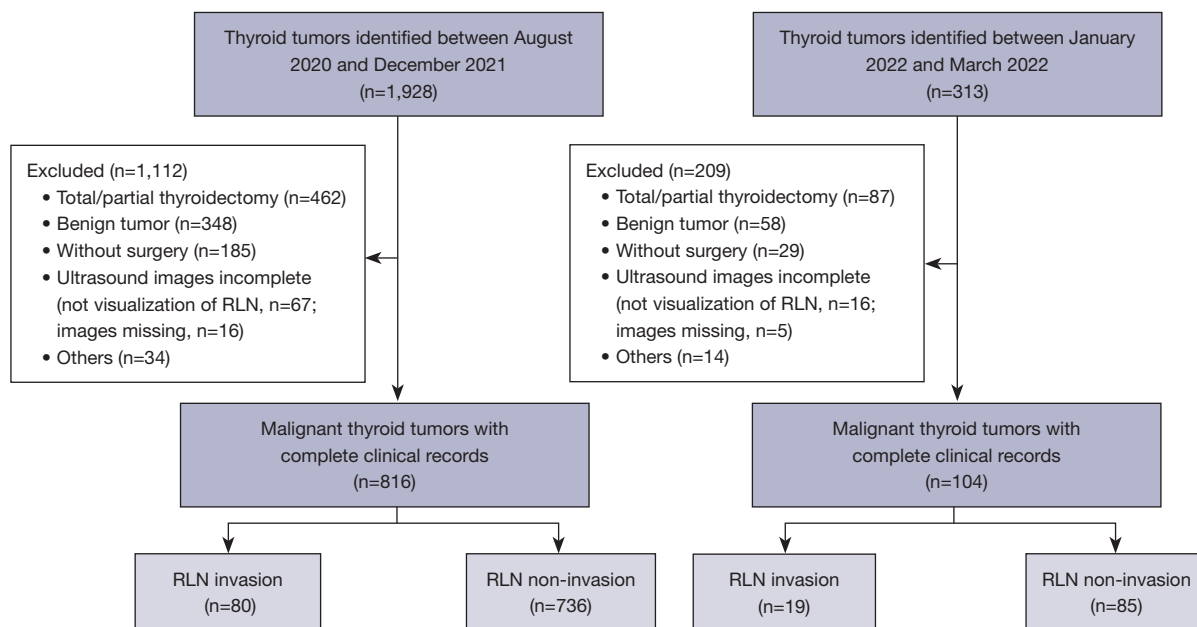 Thyroid tumors identified between August
2020 and December 2021
(n=1,928)
Thyroid tumors identified between January
2022 and March 2022
(n=313)
Excluded (n=1,112)
• Total/partial thyroidectomy (n=462)
• Benign tumor (n=348)
• Without surgery (n=185)
• Ultrasound images incomplete
(not visualization of RLN, n=67;
images missing, n=16)
• Others (n=34)
Excluded (n=209)
• Total/partial thyroidectomy (n=87)
• Benign tumor (n=58)
• Without surgery (n=29)
• Ultrasound images incomplete
(not visualization of RLN, n=16;
images missing, n=5)
• Others (n=14)
Malignant thyroid tumors with
complete clinical records
(n=816)
Malignant thyroid tumors with
complete clinical records
(n=104)
RLN invasion
(n=80)
RLN non-invasion
(n=736)
RLN invasion
(n=19)
RLN non-invasion
(n=85)